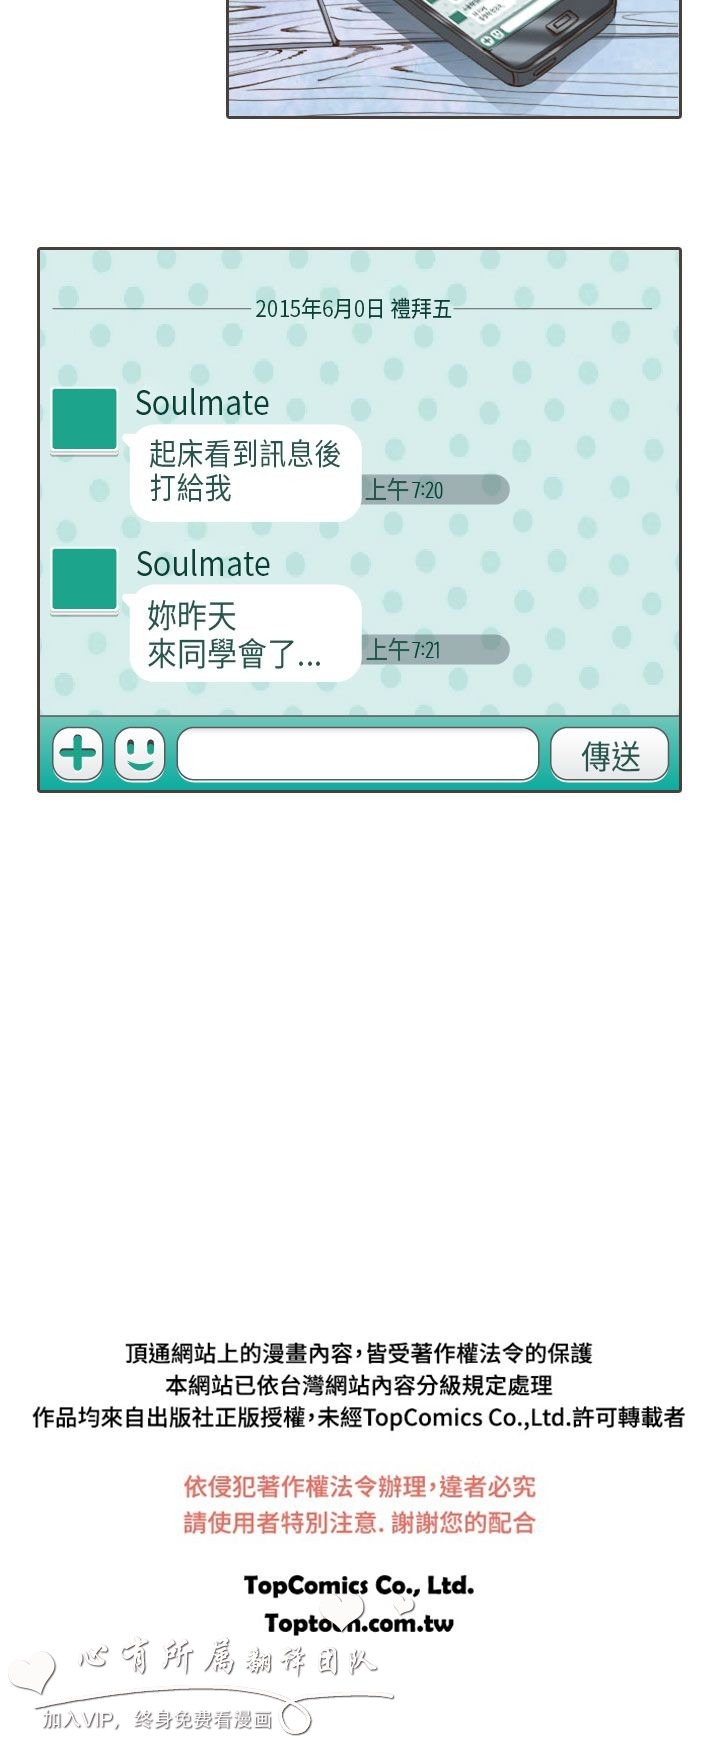 2015年6月0日 禮拜五
Soulmate
起床看到訊息後
打給我
上午7:20
Soulmate
妳昨天
來同學會了...
上午7:21
傳送
頂通網站上的漫畫內容，皆受著作權法令的保護
本網站已依台灣網站內容分級規定處理
作品均來自出版社正版授權，未經TopComics Co.,Ltd.許可轉載者
依侵犯著作權法令辦理，違者必究
請使用者特別注意. 謝謝您的配合
TopComics Co., Ltd.
Toptoon.com.tw
心有所属翻译团队
加入VIP，终身免费看漫画